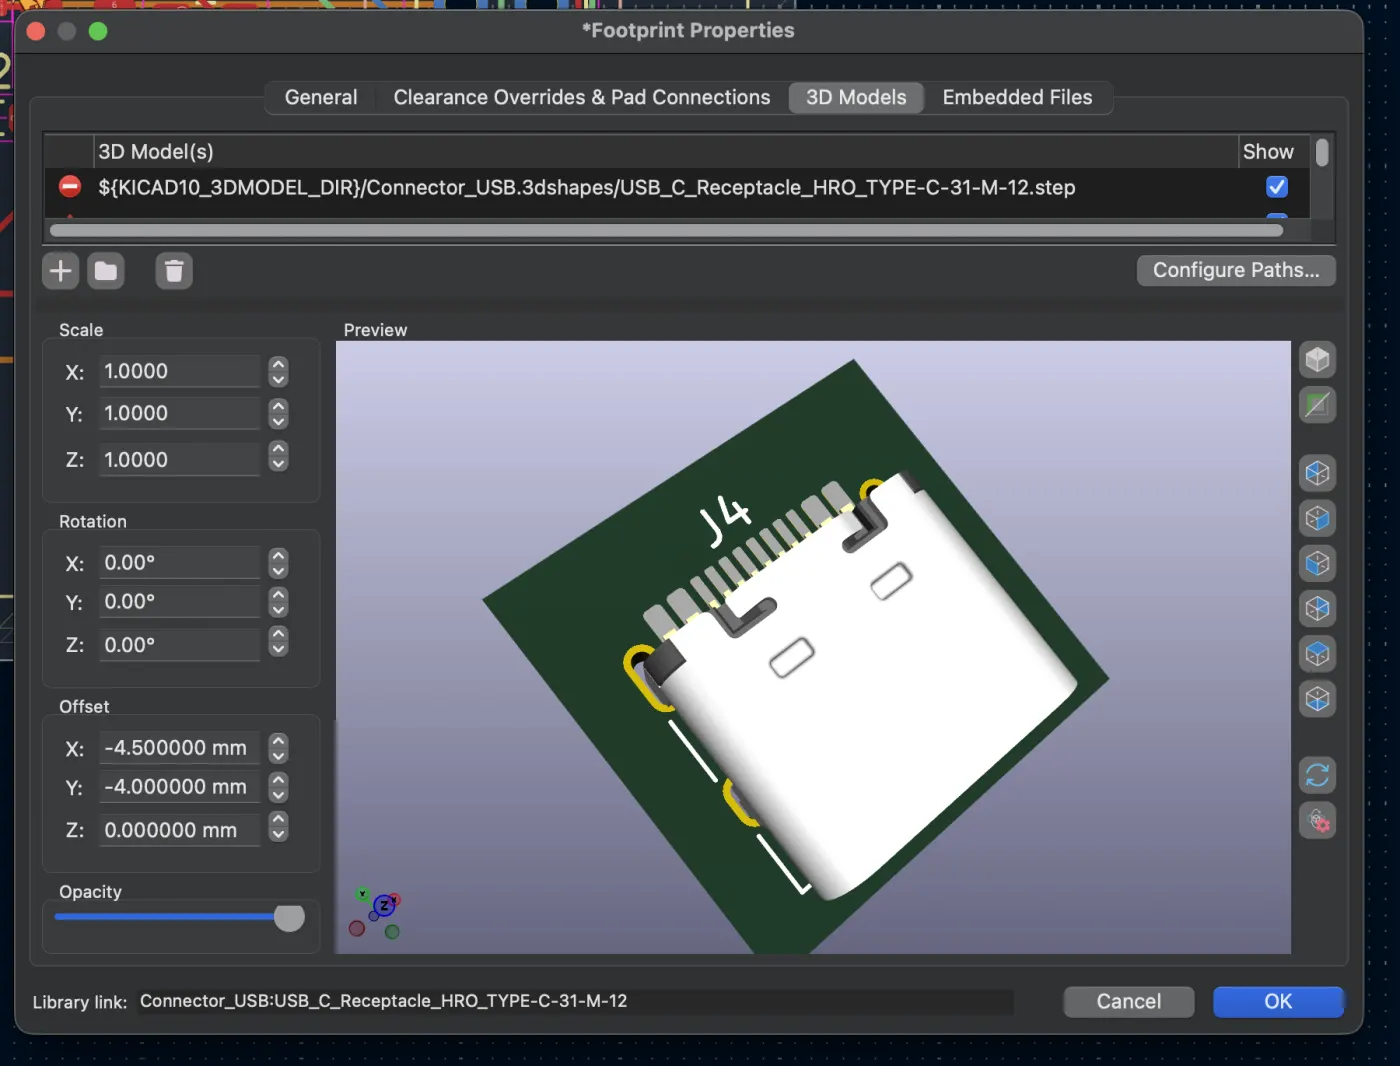 *Footprint Properties
General Clearance Overrides & Pad Connections 3D Models Embedded Files
3D Model(s) Show
${KICAD10_3DMODEL_DIR}/Connector_USB.3dshapes/USB_C_Receptacle_HRO_TYPE-C-31-M-12.step
Configure Paths...
Scale
X: 1.0000
Y: 1.0000
Z: 1.0000
Rotation
X: 0.00°
Y: 0.00°
Z: 0.00°
Offset
X: -4.500000 mm
Y: -4.000000 mm
Z: 0.000000 mm
Opacity
Preview
J4
Y
X
Z
Library link: Connector_USB:USB_C_Receptacle_HRO_TYPE-C-31-M-12
Cancel OK